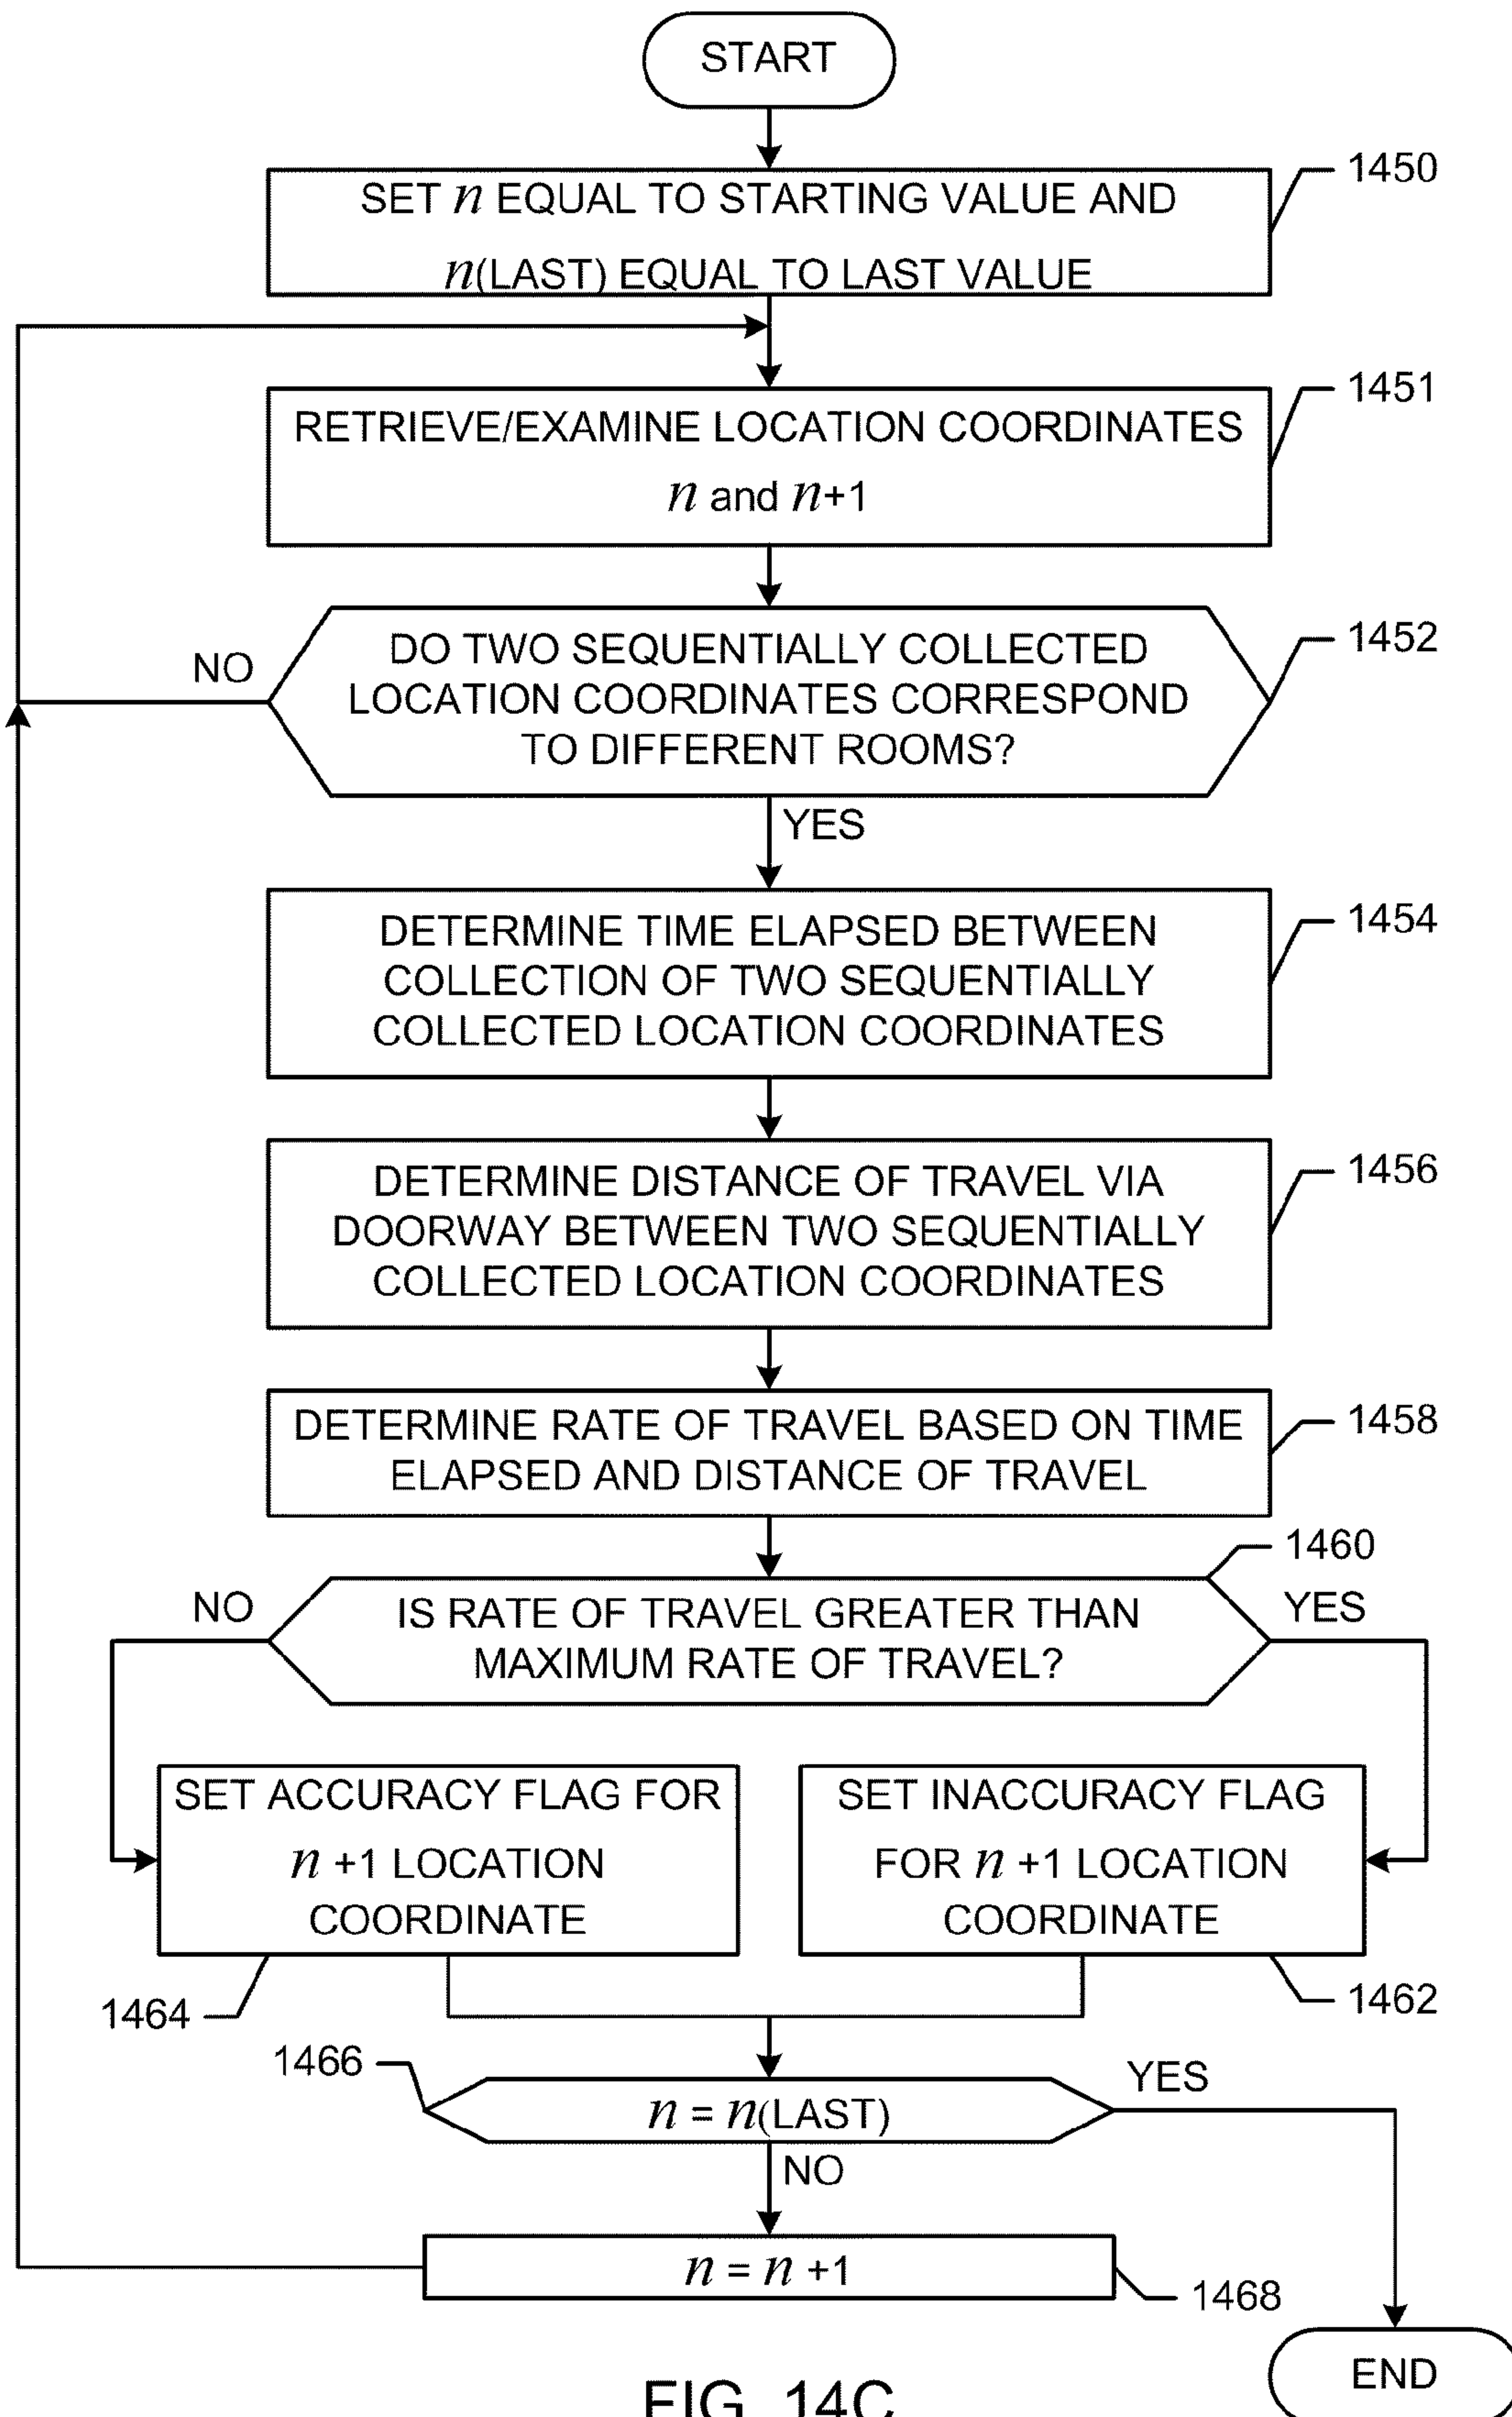 START
1450
SET n EQUAL TO STARTING VALUE AND
n(LAST) EQUAL TO LAST VALUE
1451
RETRIEVE/EXAMINE LOCATION COORDINATES
n and n+1
1452
NO
DO TWO SEQUENTIALLY COLLECTED
LOCATION COORDINATES CORRESPOND
TO DIFFERENT ROOMS?
YES
1454
DETERMINE TIME ELAPSED BETWEEN
COLLECTION OF TWO SEQUENTIALLY
COLLECTED LOCATION COORDINATES
1456
DETERMINE DISTANCE OF TRAVEL VIA
DOORWAY BETWEEN TWO SEQUENTIALLY
COLLECTED LOCATION COORDINATES
1458
DETERMINE RATE OF TRAVEL BASED ON TIME
ELAPSED AND DISTANCE OF TRAVEL
1460
NO
IS RATE OF TRAVEL GREATER THAN
MAXIMUM RATE OF TRAVEL?
YES
SET ACCURACY FLAG FOR
n +1 LOCATION
COORDINATE
SET INACCURACY FLAG
FOR n +1 LOCATION
COORDINATE
1464
1462
1466
YES
n = n(LAST)
NO
n = n +1
1468
END
FIG. 14C